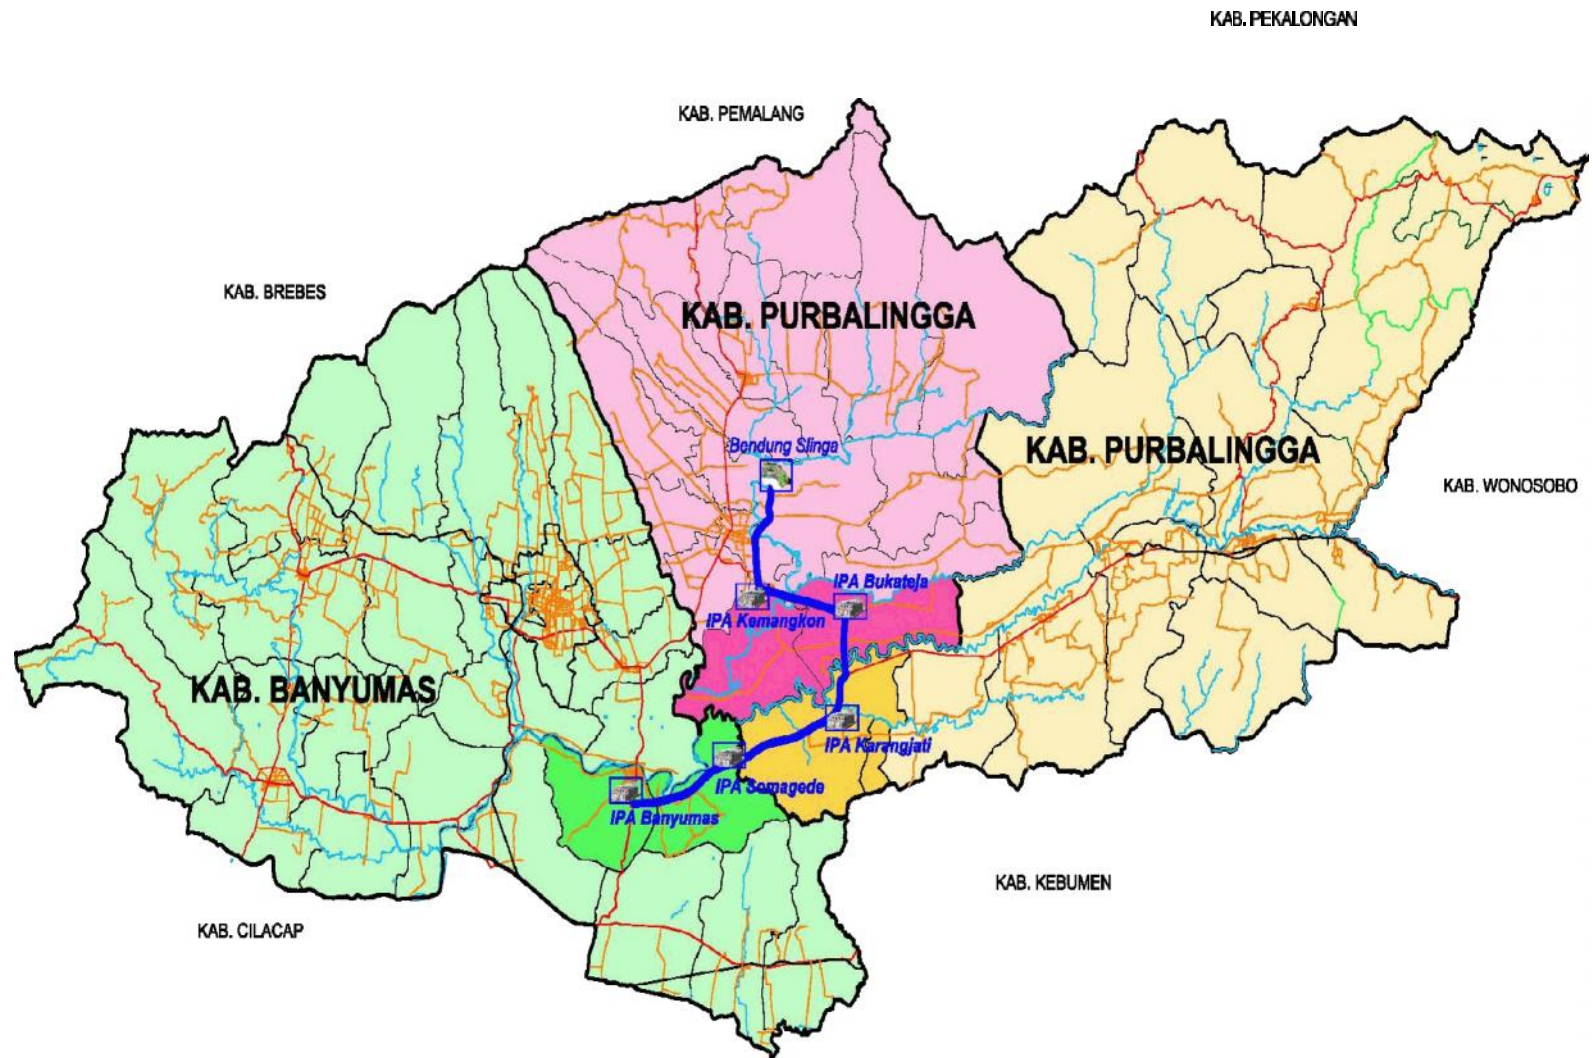 KAB. PEKALONGAN
KAB. PEMALANG
KAB. BREBES
KAB. PURBALINGGA
Bendung Slinga
KAB. PURBALINGGA
KAB. WONOSOBO
IPA Bukateja
IPA Kemangkon
KAB. BANYUMAS
IPA Karangjati
IPA Somagede
IPA Banyumas
KAB. KEBUMEN
KAB. CILACAP